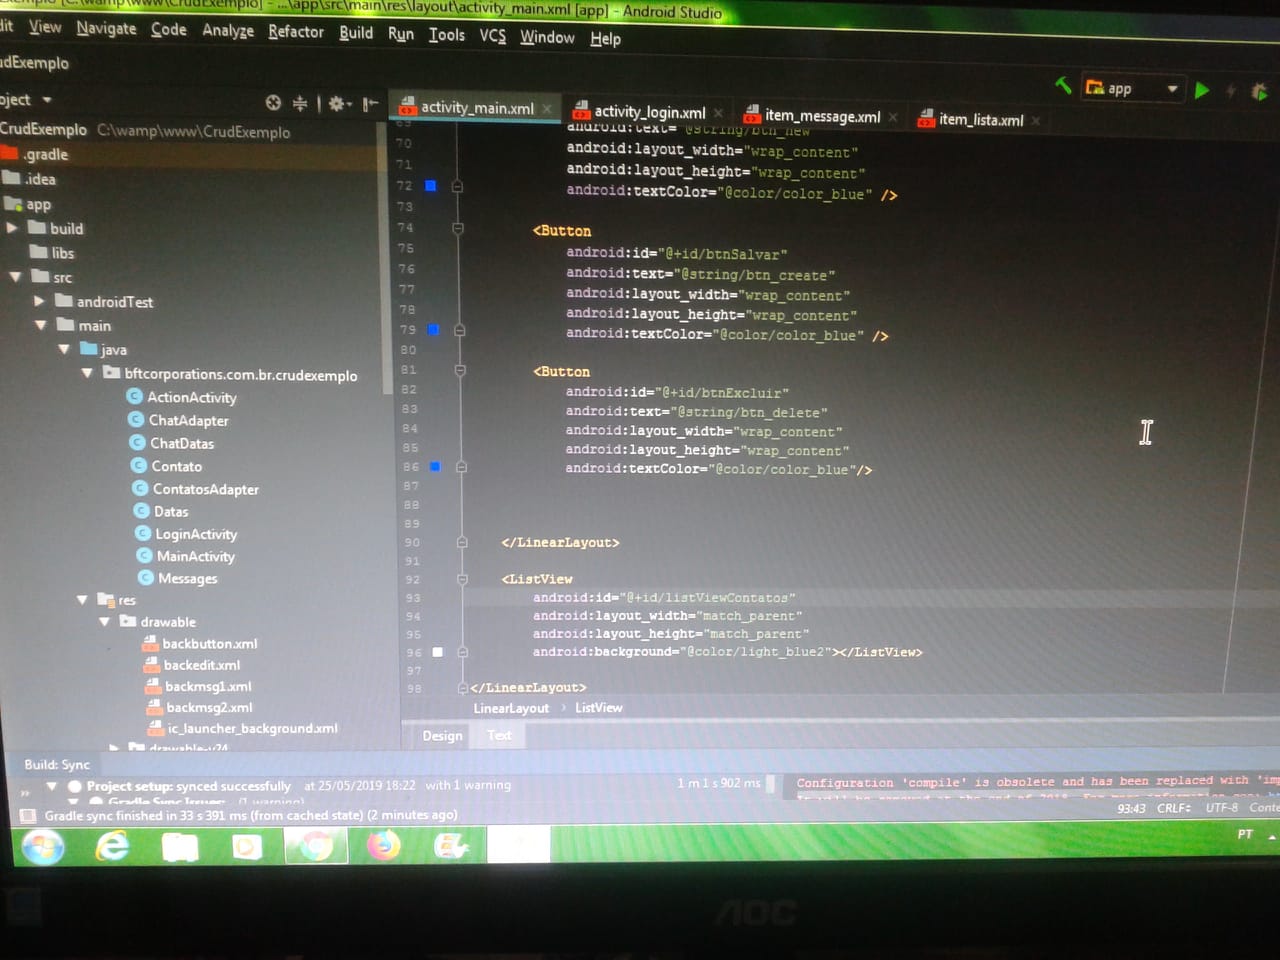 CrudExemplo] - ...\app\src\main\res\layout\activity_main.xml [app] - Android Studio
View Navigate Code Analyze Refactor Build Run Tools VCS Window Help
udExemplo
app
oject
activity_main.xml
activity_login.xml
item_message.xml
item_lista.xml
CrudExemplo C:\wamp\www\CrudExemplo
.gradle
.idea
app
build
libs
src
androidTest
main
java
bftcorporations.com.br.crudexemplo
ActionActivity
ChatAdapter
ChatDatas
Contato
ContatosAdapter
Datas
LoginActivity
MainActivity
Messages
res
drawable
backbutton.xml
backedit.xml
backmsg1.xml
backmsg2.xml
ic_launcher_background.xml
drawable-v24
69 android:text="@string/btn_new
70 android:layout_width="wrap_content"
71 android:layout_height="wrap_content"
72 android:textColor="@color/color_blue" />
73
74 <Button
75 android:id="@+id/btnSalvar"
76 android:text="@string/btn_create"
77 android:layout_width="wrap_content"
78 android:layout_height="wrap_content"
79 android:textColor="@color/color_blue" />
80
81 <Button
82 android:id="@+id/btnExcluir"
83 android:text="@string/btn_delete"
84 android:layout_width="wrap_content"
85 android:layout_height="wrap_content"
86 android:textColor="@color/color_blue"/>
87
88
89
90 </LinearLayout>
91
92 <ListView
93 android:id="@+id/listViewContatos"
94 android:layout_width="match_parent"
95 android:layout_height="match_parent"
96 android:background="@color/light_blue2"></ListView>
97
98 </LinearLayout>
LinearLayout › ListView
Design Text
Build: Sync
Project setup: synced successfully at 25/05/2019 18:22 with 1 warning 1 m 1 s 902 ms
Gradle Sync Issues: (1 warning)
Configuration 'compile' is obsolete and has been replaced with 'imp
Gradle sync finished in 33 s 391 ms (from cached state) (2 minutes ago)
93:43 CRLF UTF-8 Conte
PT
AOC